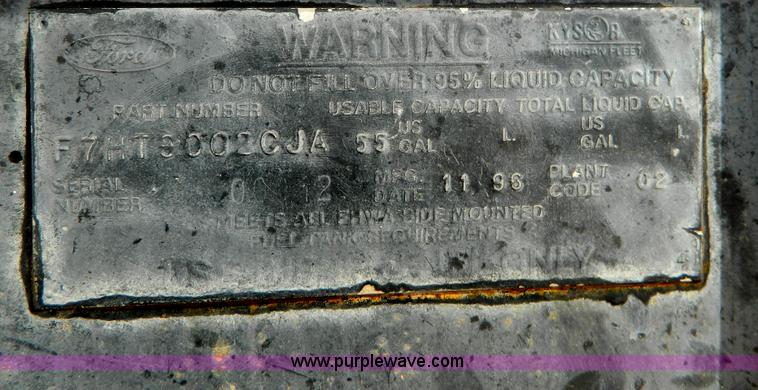 Ford WARNING KYSOR
MICHIGAN FLEET
DO NOT FILL OVER 95% LIQUID CAPACITY
PART NUMBER USABLE CAPACITY TOTAL LIQUID CAP.
F7HT9002CJA 55 US GAL L. US GAL L
SERIAL NUMBER 12 MFG. DATE 11 96 PLANT CODE 02
MEETS ALL FHWA SIDE MOUNTED
FUEL TANK REQUIREMENTS
ONLY
www.purplewave.com